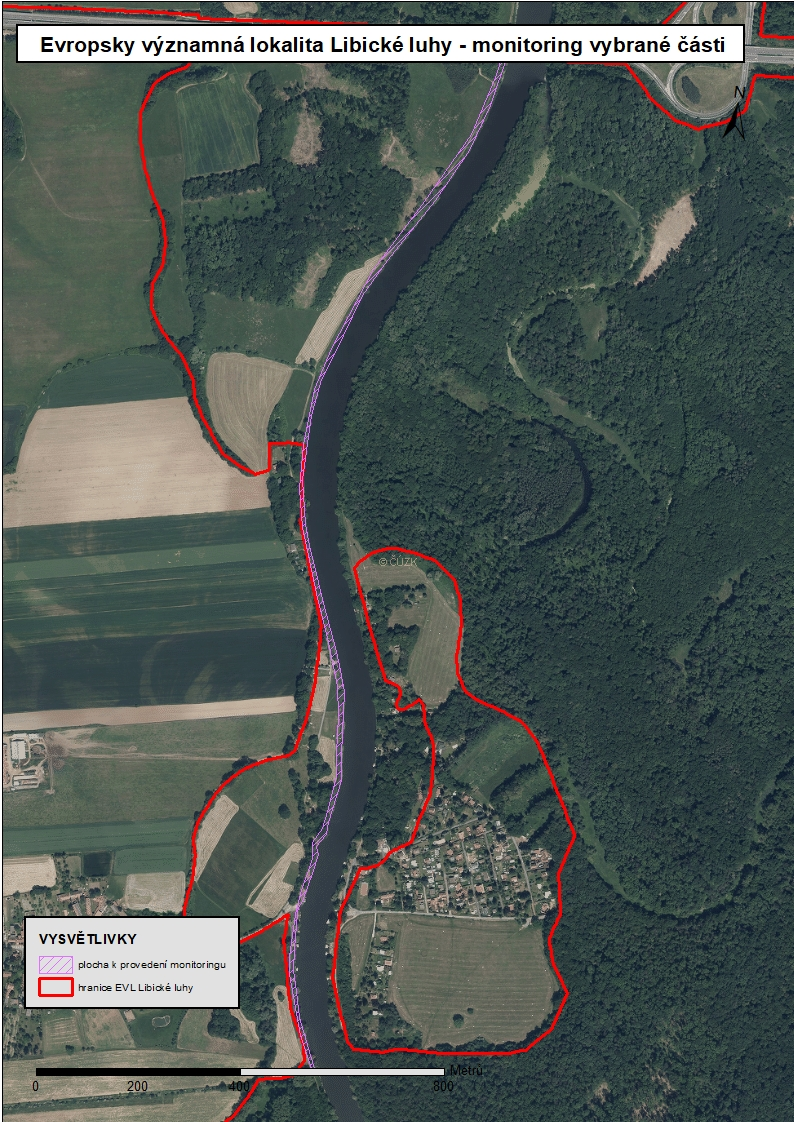 Evropsky významná lokalita Libické luhy - monitoring vybrané části
N
© ČÚZK
VYSVĚTLIVKY
plocha k provedení monitoringu
hranice EVL Libické luhy
Metrů
0 200 400 800